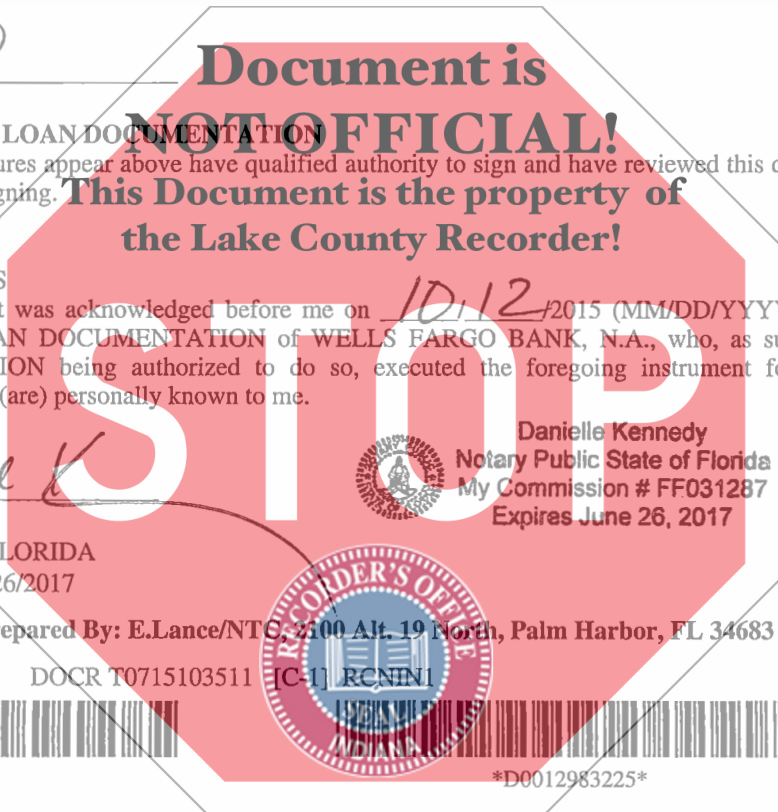 Document is
LOAN DOCUMENTATION
NOT OFFICIAL!
ures appear above have qualified authority to sign and have reviewed this d
gning.
This Document is the property of
the Lake County Recorder!
S
t was acknowledged before me on 10/12/2015 (MM/DD/YYYY
AN DOCUMENTATION of WELLS FARGO BANK, N.A., who, as su
ION being authorized to do so, executed the foregoing instrument fo
(are) personally known to me.
STOP
Danielle Kennedy
Notary Public State of Florida
My Commission # FF031287
Expires June 26, 2017
LORIDA
26/2017
RECORDER'S OFFICE
epared By: E.Lance/NTC, 2100 Alt. 19 North, Palm Harbor, FL 34683
DOCR T0715103511 [C-1] RCNIN1
SEAL
INDIANA
*D0012983225*